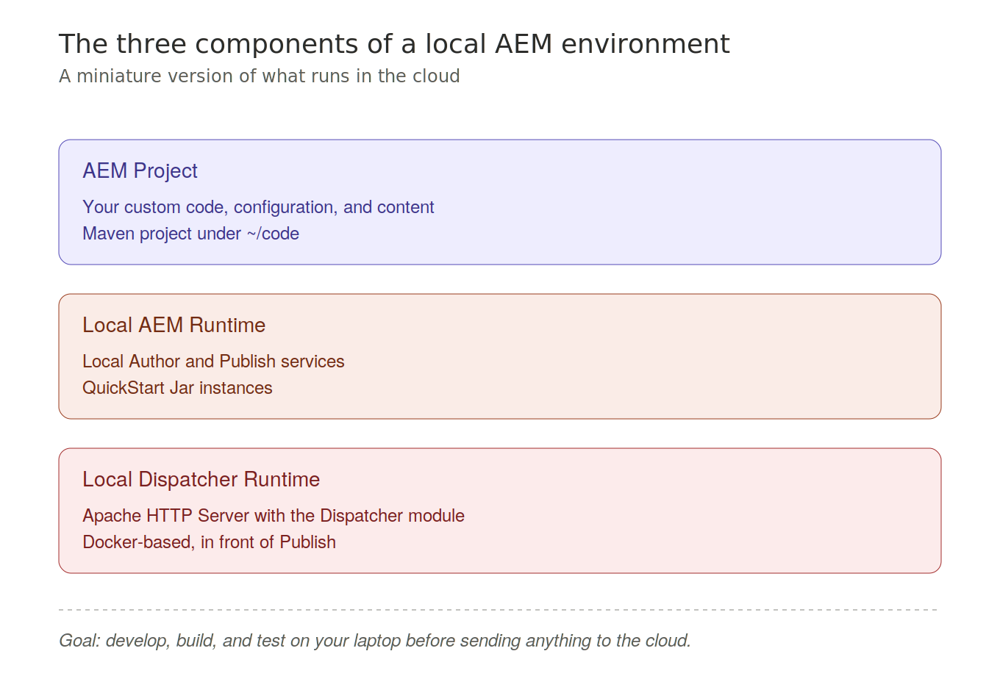 The three components of a local AEM environment
A miniature version of what runs in the cloud
AEM Project
Your custom code, configuration, and content
Maven project under ~/code
Local AEM Runtime
Local Author and Publish services
QuickStart Jar instances
Local Dispatcher Runtime
Apache HTTP Server with the Dispatcher module
Docker-based, in front of Publish
Goal: develop, build, and test on your laptop before sending anything to the cloud.